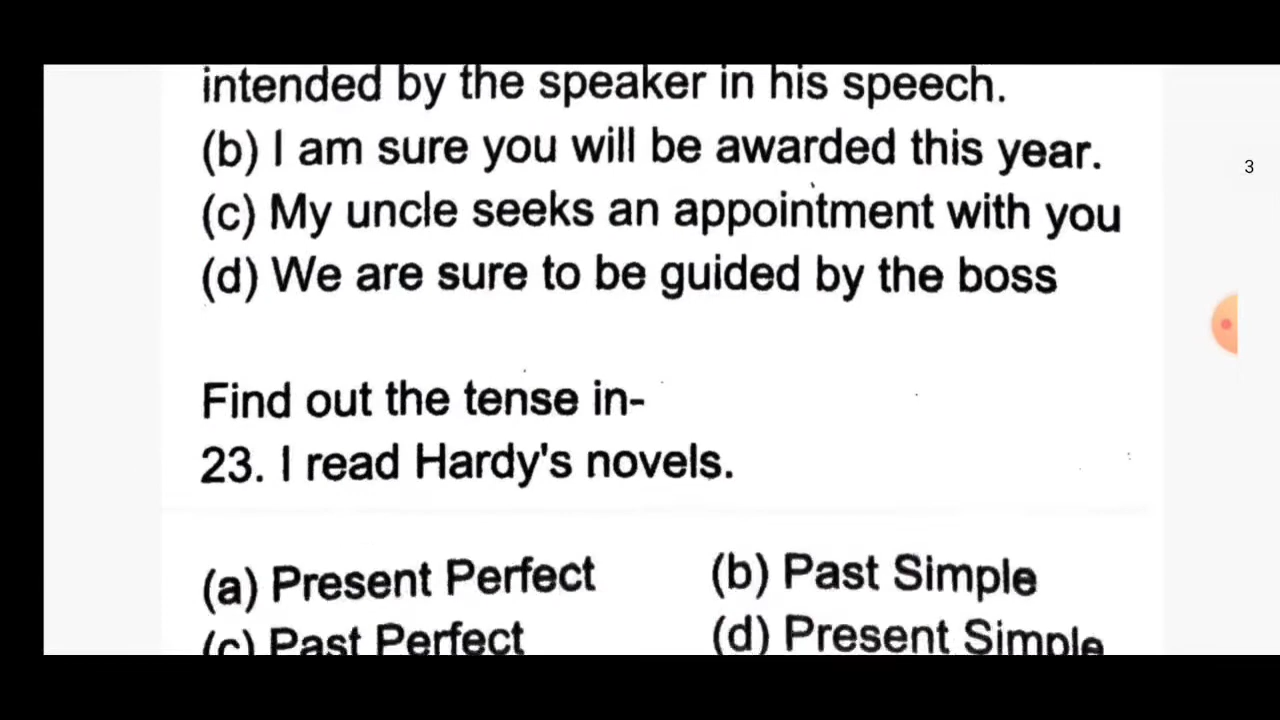 intended by the speaker in his speech.
(b) I am sure you will be awarded this year.
3
(c) My uncle seeks an appointment with you
(d) We are sure to be guided by the boss
Find out the tense in-
23. I read Hardy's novels.
(a) Present Perfect (b) Past Simple
(c) Past Perfect (d) Present Simple